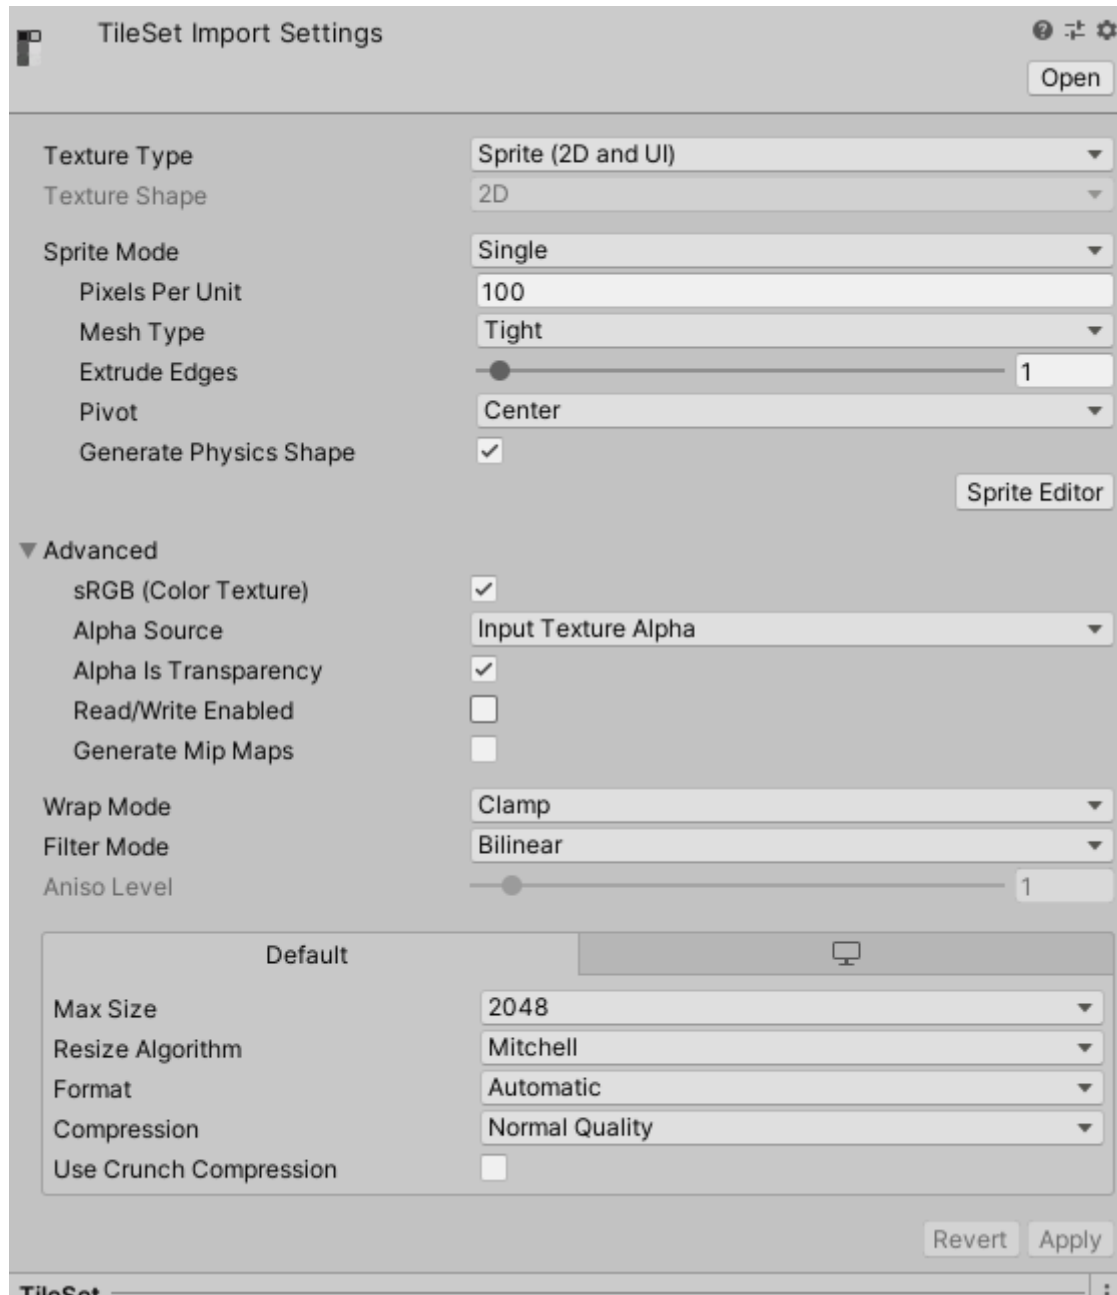 TileSet Import Settings
Open
Texture Type Sprite (2D and UI)
Texture Shape 2D
Sprite Mode Single
Pixels Per Unit 100
Mesh Type Tight
Extrude Edges 1
Pivot Center
Generate Physics Shape
Sprite Editor
Advanced
sRGB (Color Texture)
Alpha Source Input Texture Alpha
Alpha Is Transparency
Read/Write Enabled
Generate Mip Maps
Wrap Mode Clamp
Filter Mode Bilinear
Aniso Level 1
Default
Max Size 2048
Resize Algorithm Mitchell
Format Automatic
Compression Normal Quality
Use Crunch Compression
Revert Apply
TileSet